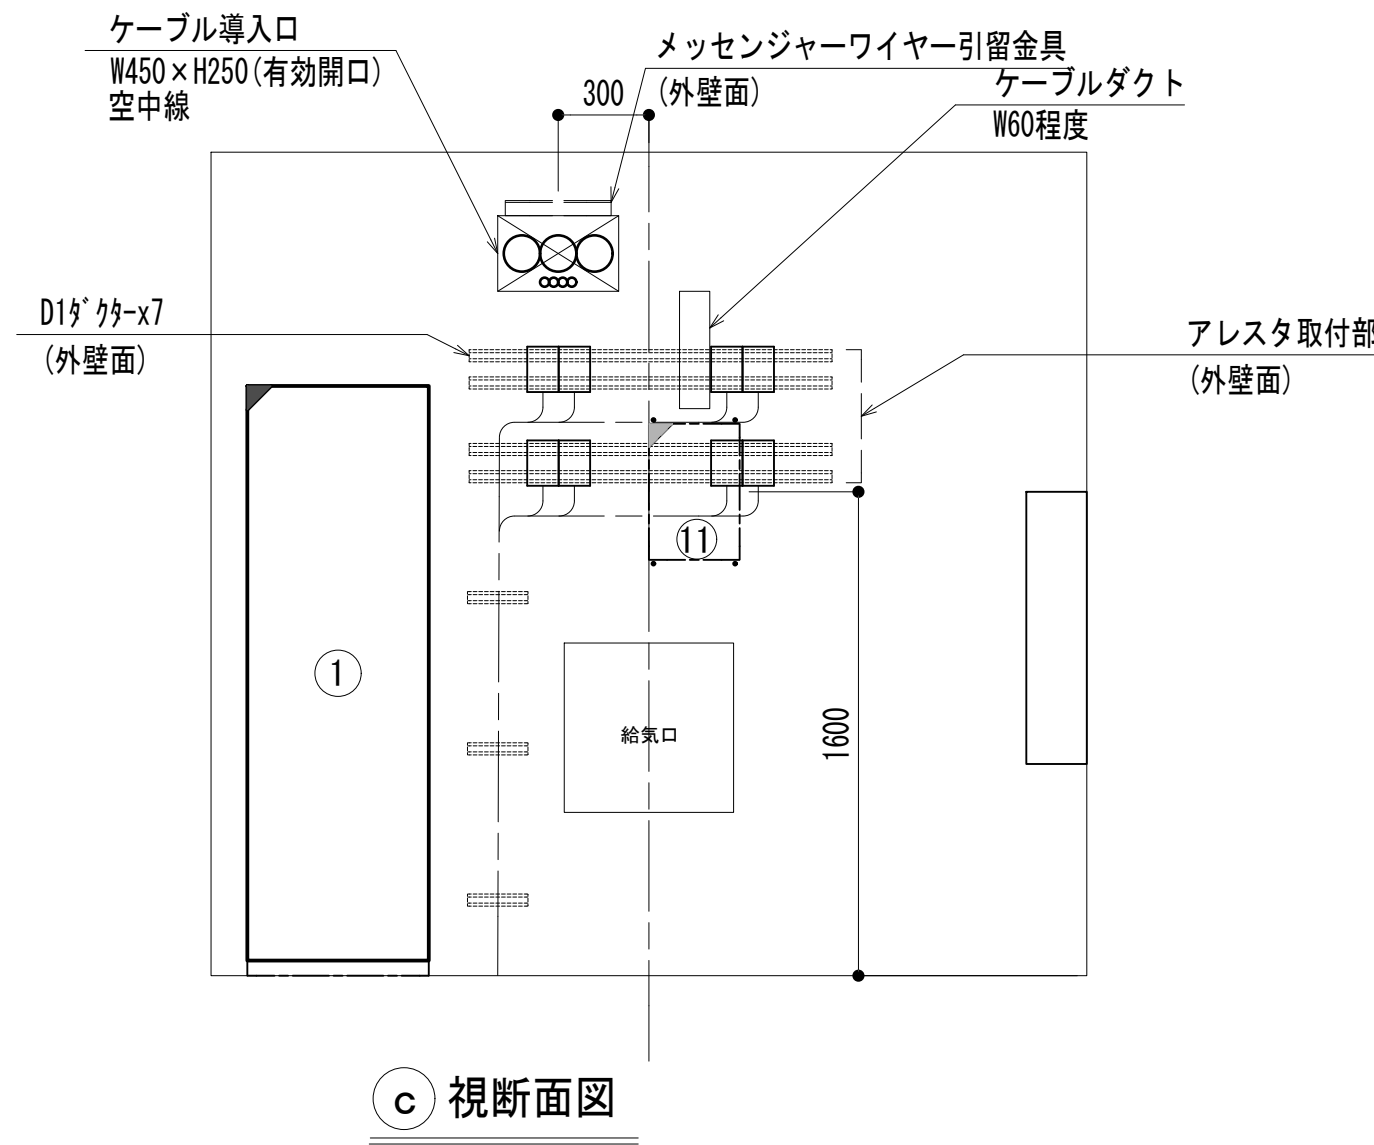 ケーブル導入口
W450×H250(有効開口)
空中線
メッセンジャーワイヤー引留金具
(外壁面)
300
ケーブルダクト
W60程度
D1ダクターx7
(外壁面)
アレスタ取付部
(外壁面)
11
1
給気口
1600
c 視断面図